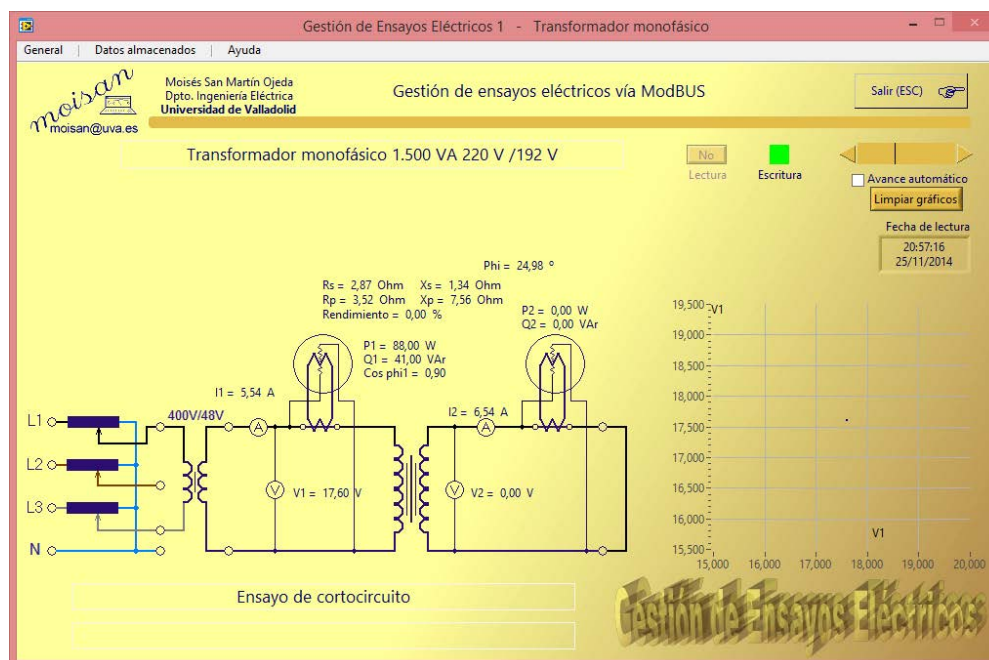 Gestión de Ensayos Eléctricos 1 - Transformador monofásico
General | Datos almacenados | Ayuda
moisan
moisan@uva.es
Moisés San Martín Ojeda
Dpto. Ingeniería Eléctrica
Universidad de Valladolid
Gestión de ensayos eléctricos vía ModBUS
Salir (ESC)
Transformador monofásico 1.500 VA 220 V /192 V
No
Lectura
Escritura
Avance automático
Limpiar gráficos
Fecha de lectura
20:57:16
25/11/2014
Phi = 24,98 º
Rs = 2,87 Ohm Xs = 1,34 Ohm
Rp = 3,52 Ohm Xp = 7,56 Ohm
Rendimiento = 0,00 %
P2 = 0,00 W
Q2 = 0,00 VAr
P1 = 88,00 W
Q1 = 41,00 VAr
Cos phi1 = 0,90
I1 = 5,54 A
I2 = 6,54 A
400V/48V
L1
L2
L3
N
A
A
V
V1 = 17,60 V
V
V2 = 0,00 V
19,500
V1
19,000
18,500
18,000
17,500
17,000
16,500
16,000
15,500
V1
15,000 16,000 17,000 18,000 19,000 20,000
Ensayo de cortocircuito
Gestión de Ensayos Eléctricos